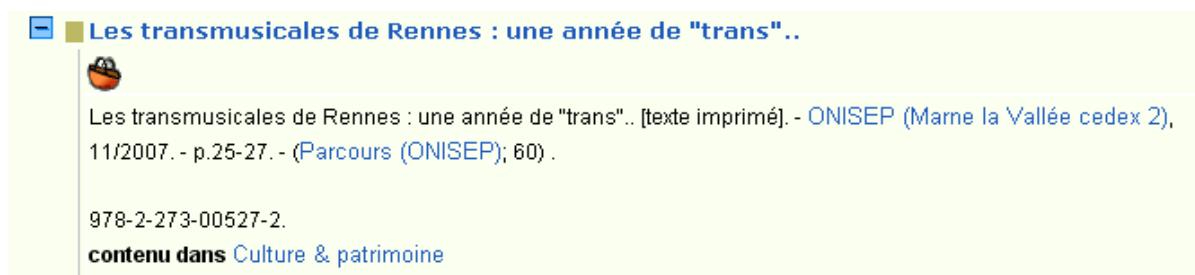 Les transmusicales de Rennes : une année de "trans"..
Les transmusicales de Rennes : une année de "trans".. [texte imprimé]. - ONISEP (Marne la Vallée cedex 2),
11/2007. - p.25-27. - (Parcours (ONISEP); 60) .
978-2-273-00527-2.
contenu dans Culture & patrimoine